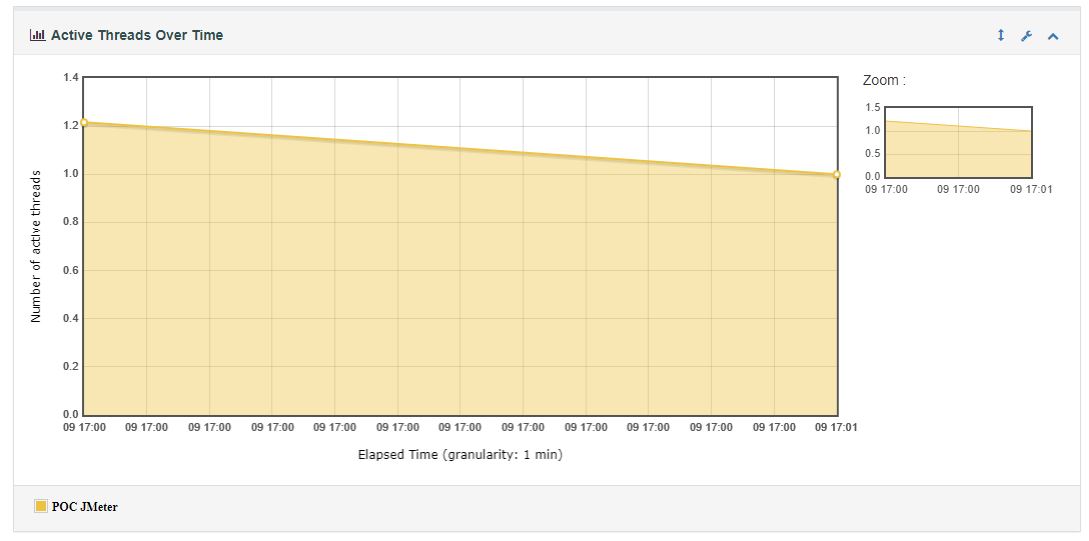 Active Threads Over Time
Zoom :
1.4
1.2
1.0
0.8
0.6
0.4
0.2
0.0
Number of active threads
09 17:00 09 17:00 09 17:00 09 17:00 09 17:00 09 17:00 09 17:00 09 17:00 09 17:00 09 17:00 09 17:00 09 17:00 09 17:01
Elapsed Time (granularity: 1 min)
1.5
1.0
0.5
0.0
09 17:00 09 17:00 09 17:01
POC JMeter